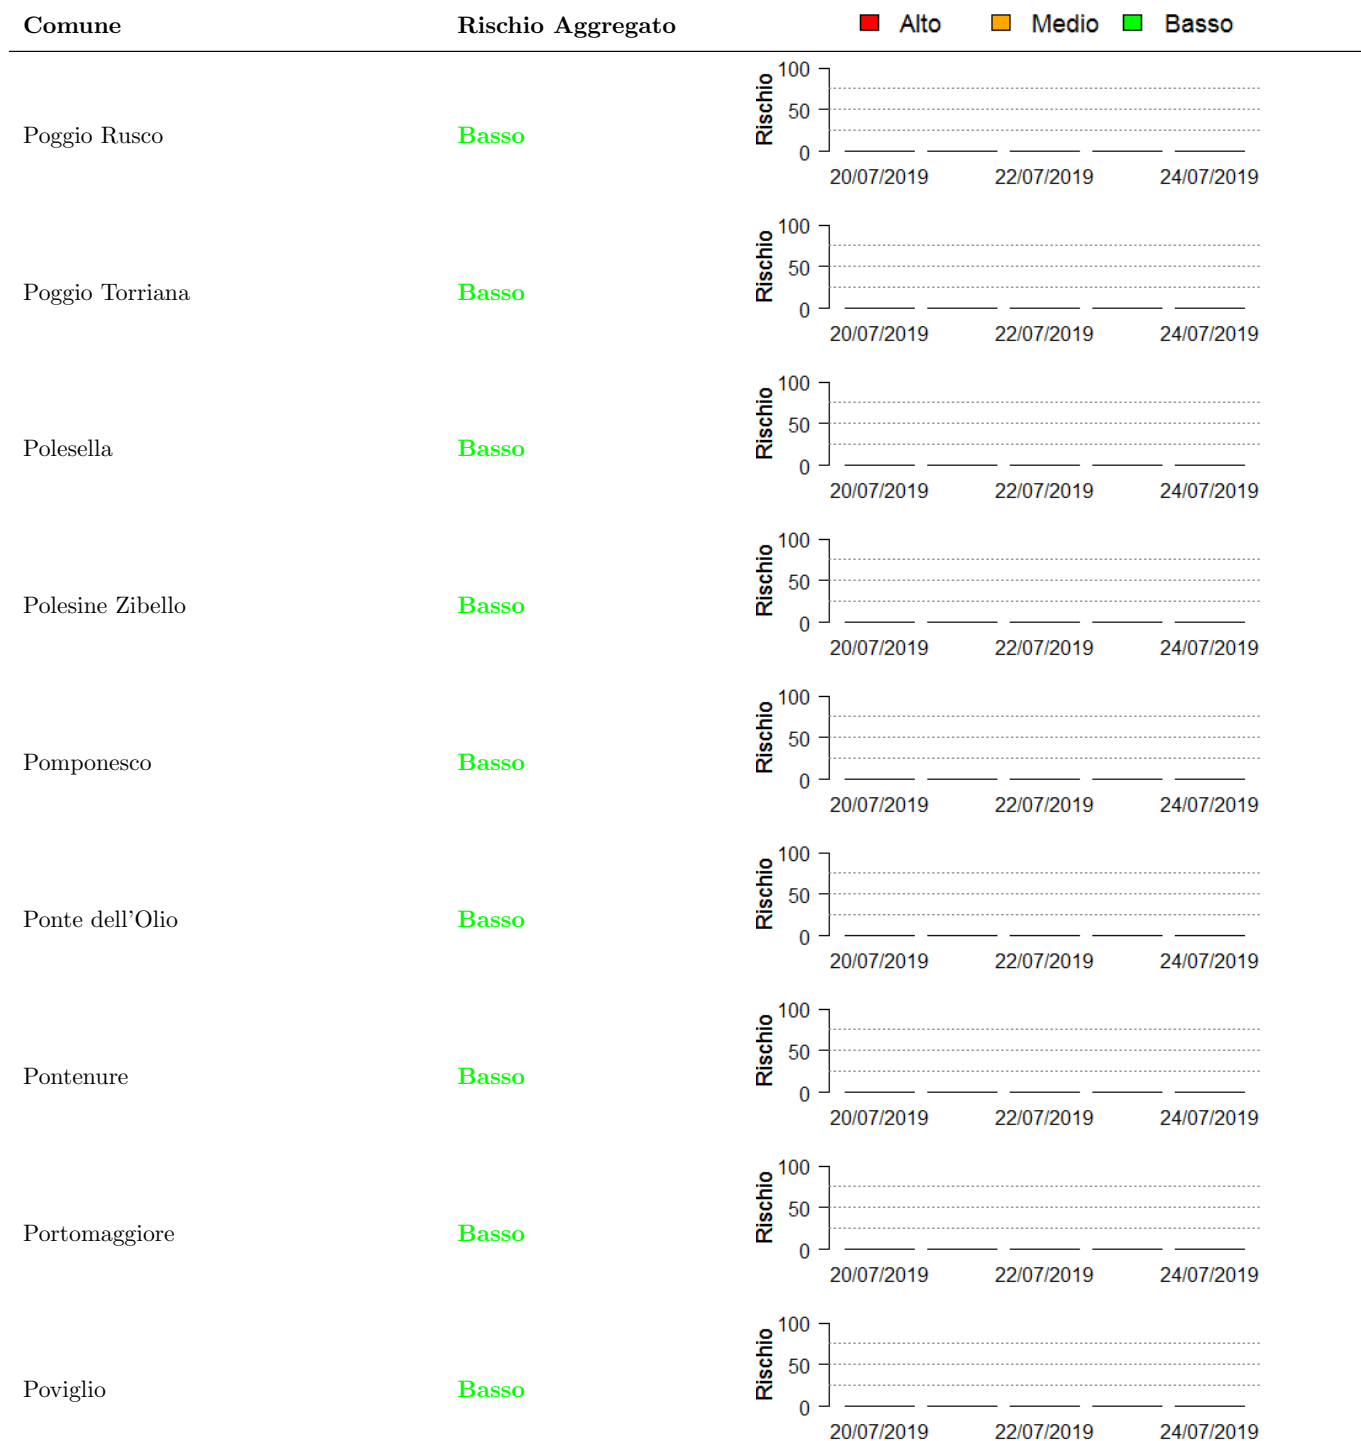 Comune Rischio Aggregato Alto Medio Basso
100
50
0
Rischio
Poggio Rusco Basso
20/07/2019 22/07/2019 24/07/2019
100
50
0
Rischio
Poggio Torriana Basso
20/07/2019 22/07/2019 24/07/2019
100
50
0
Rischio
Polesella Basso
20/07/2019 22/07/2019 24/07/2019
100
50
0
Rischio
Polesine Zibello Basso
20/07/2019 22/07/2019 24/07/2019
100
50
0
Rischio
Pomponesco Basso
20/07/2019 22/07/2019 24/07/2019
100
50
0
Rischio
Ponte dell'Olio Basso
20/07/2019 22/07/2019 24/07/2019
100
50
0
Rischio
Pontenure Basso
20/07/2019 22/07/2019 24/07/2019
100
50
0
Rischio
Portomaggiore Basso
20/07/2019 22/07/2019 24/07/2019
100
50
0
Rischio
Poviglio Basso
20/07/2019 22/07/2019 24/07/2019